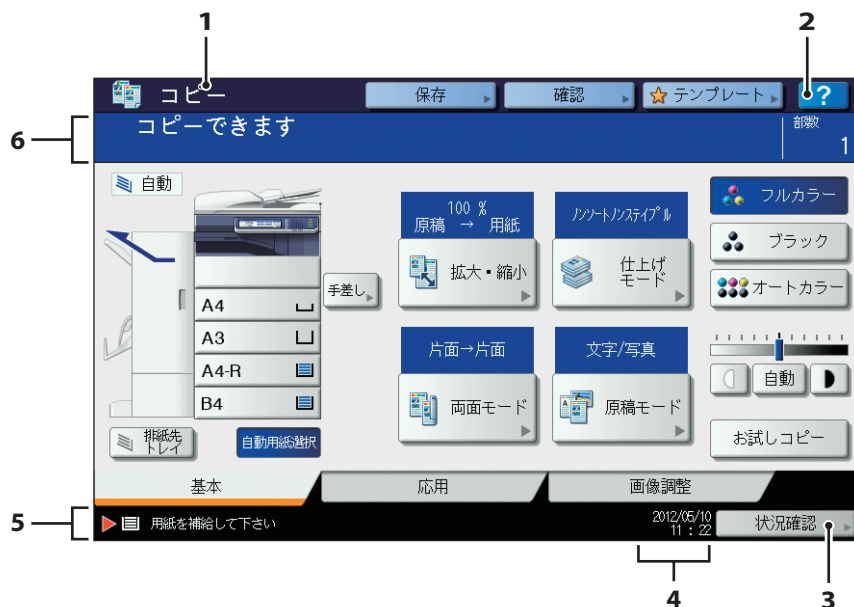 1
2
コピー
保存
確認
テンプレート
?
6
コピーできます
部数
1
自動
100 %
原稿 → 用紙
拡大・縮小
ノンソートノンステイプル
仕上げ
モード
フルカラー
ブラック
オートカラー
手差し
A4
A3
A4-R
B4
片面→片面
両面モード
文字/写真
原稿モード
自動
排紙先
トレイ
自動用紙選択
お試しコピー
基本
応用
画像調整
5
用紙を補給して下さい
2012/05/10
11 : 22
状況確認
4
3